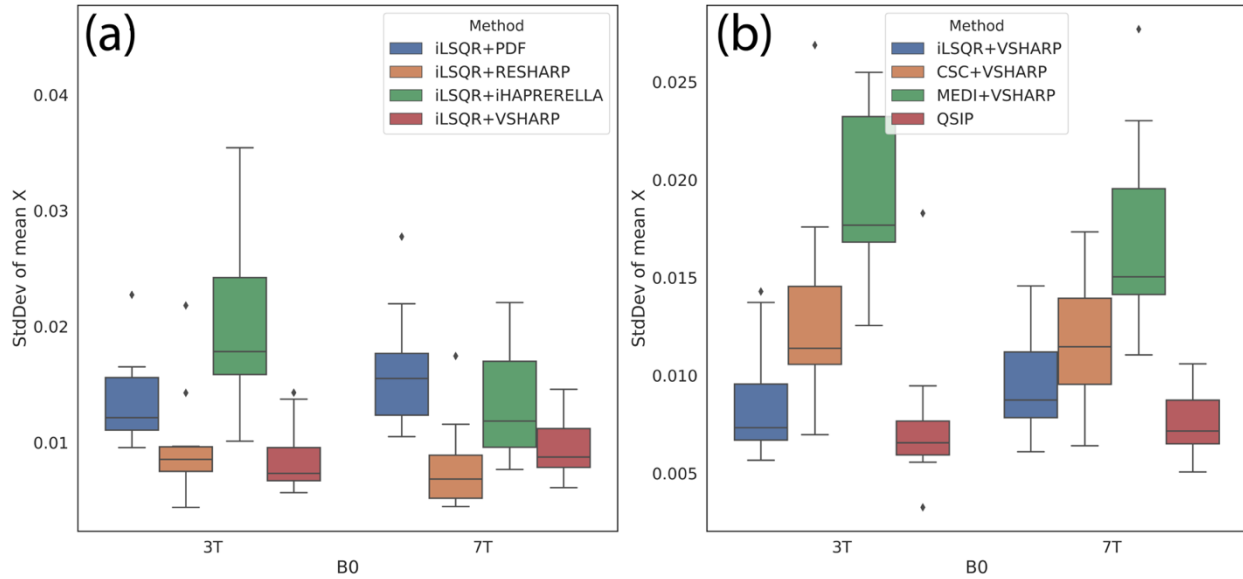 (a)
Method
iLSQR+PDF
iLSQR+RESHARP
iLSQR+iHAPRERELLA
iLSQR+VSHARP
StdDev of mean X
0.04
0.03
0.02
0.01
3T
7T
B0
(b)
Method
iLSQR+VSHARP
CSC+VSHARP
MEDI+VSHARP
QSIP
StdDev of mean X
0.025
0.020
0.015
0.010
0.005
3T
7T
B0